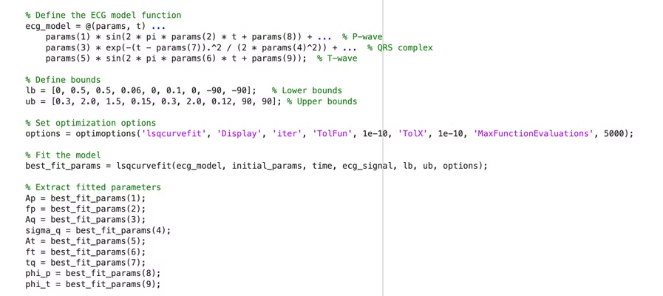 % Define the ECG model function
ecg_model = @(params, t) ...
params(1) * sin(2 * pi * params(2) * t + params(8)) + ... % P-wave
params(3) * exp(-(t - params(7)).^2 / (2 * params(4)^2)) + ... % QRS complex
params(5) * sin(2 * pi * params(6) * t + params(9)); % T-wave
% Define bounds
lb = [0, 0.5, 0.5, 0.06, 0, 0.1, 0, -90, -90]; % Lower bounds
ub = [0.3, 2.0, 1.5, 0.15, 0.3, 2.0, 0.12, 90, 90]; % Upper bounds
% Set optimization options
options = optimoptions('lsqcurvefit', 'Display', 'iter', 'TolFun', 1e-10, 'TolX', 1e-10, 'MaxFunctionEvaluations', 5000);
% Fit the model
best_fit_params = lsqcurvefit(ecg_model, initial_params, time, ecg_signal, lb, ub, options);
% Extract fitted parameters
Ap = best_fit_params(1);
fp = best_fit_params(2);
Aq = best_fit_params(3);
sigma_q = best_fit_params(4);
At = best_fit_params(5);
ft = best_fit_params(6);
tq = best_fit_params(7);
phi_p = best_fit_params(8);
phi_t = best_fit_params(9);